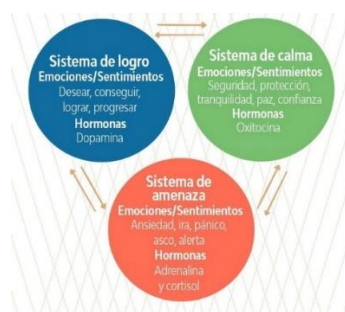 Sistema de logro
Emociones/Sentimientos
Desear, conseguir,
lograr, progresar
Hormonas
Dopamina
Sistema de calma
Emociones/Sentimientos
Seguridad, protección,
tranquilidad, paz, confianza
Hormonas
Oxitocina
Sistema de
amenaza
Emociones/Sentimientos
Ansiedad, ira, pánico,
asco, alerta
Hormonas
Adrenalina
y cortisol